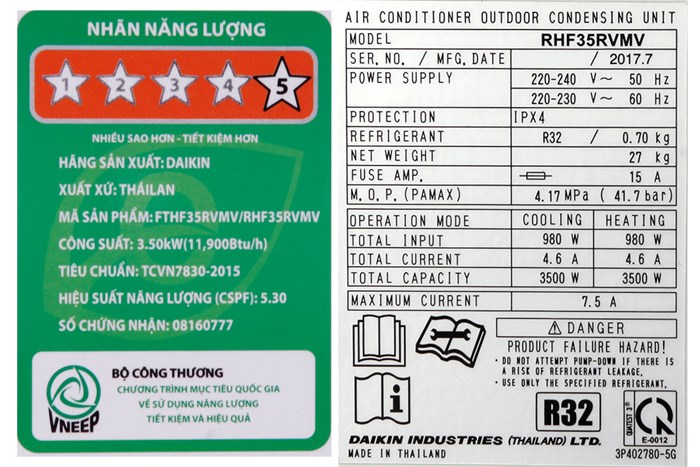 NHÃN NĂNG LƯỢNG
1 2 3 4 5
NHIỀU SAO HƠN - TIẾT KIỆM HƠN
HÃNG SẢN XUẤT: DAIKIN
XUẤT XỨ: THÁILAN
MÃ SẢN PHẨM: FTHF35RVMV/RHF35RVMV
CÔNG SUẤT: 3.50kW(11,900Btu/h)
TIÊU CHUẨN: TCVN7830-2015
HIỆU SUẤT NĂNG LƯỢNG (CSPF): 5.30
SỐ CHỨNG NHẬN: 08160777
VNEEP
BỘ CÔNG THƯƠNG
CHƯƠNG TRÌNH MỤC TIÊU QUỐC GIA
VỀ SỬ DỤNG NĂNG LƯỢNG
TIẾT KIỆM VÀ HIỆU QUẢ
AIR CONDITIONER OUTDOOR CONDENSING UNIT
MODEL RHF35RVMV
SER. NO. / MFG. DATE / 2017.7
POWER SUPPLY 220-240 V~ 50 Hz
220-230 V~ 60 Hz
PROTECTION IPX4
REFRIGERANT R32 / 0.70 kg
NET WEIGHT 27 kg
FUSE AMP. 15 A
M. O. P. (PAMAX) 4.17 MPa (41.7 bar)
OPERATION MODE COOLING HEATING
TOTAL INPUT 980 W 980 W
TOTAL CURRENT 4.6 A 4.6 A
TOTAL CAPACITY 3500 W 3500 W
MAXIMUM CURRENT 7.5 A
DANGER
PRODUCT FAILURE HAZARD!
· DO NOT ATTEMPT PUMP-DOWN IF THERE IS
A RISK OF REFRIGERANT LEAKAGE.
· USE ONLY THE SPECIFIED REFRIGERANT.
i
R32
QUATEST 3®
E-0012
DAIKIN INDUSTRIES (THAILAND) LTD.
MADE IN THAILAND
3P402780-5G